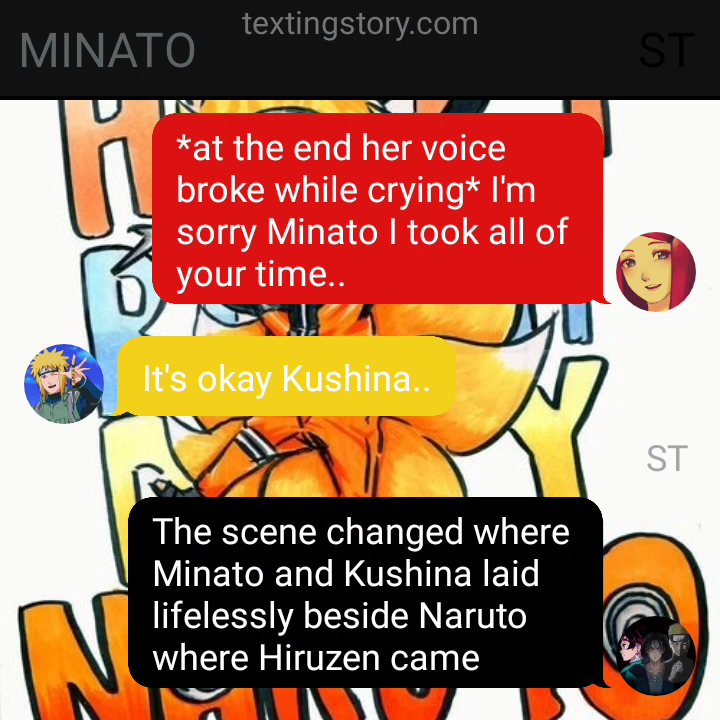 textingstory.com
MINATO
ST
*at the end her voice
broke while crying* I'm
sorry Minato I took all of
your time..
It's okay Kushina..
ST
The scene changed where
Minato and Kushina laid
lifelessly beside Naruto
where Hiruzen came